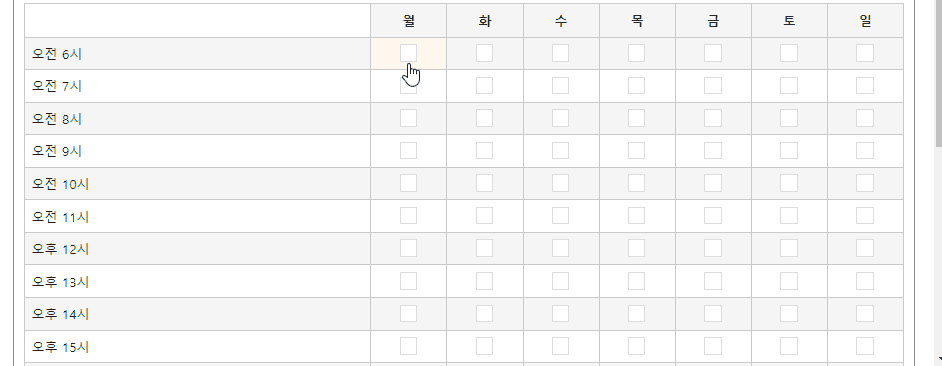 월 화 수 목 금 토 일
오전 6시
오전 7시
오전 8시
오전 9시
오전 10시
오전 11시
오후 12시
오후 13시
오후 14시
오후 15시